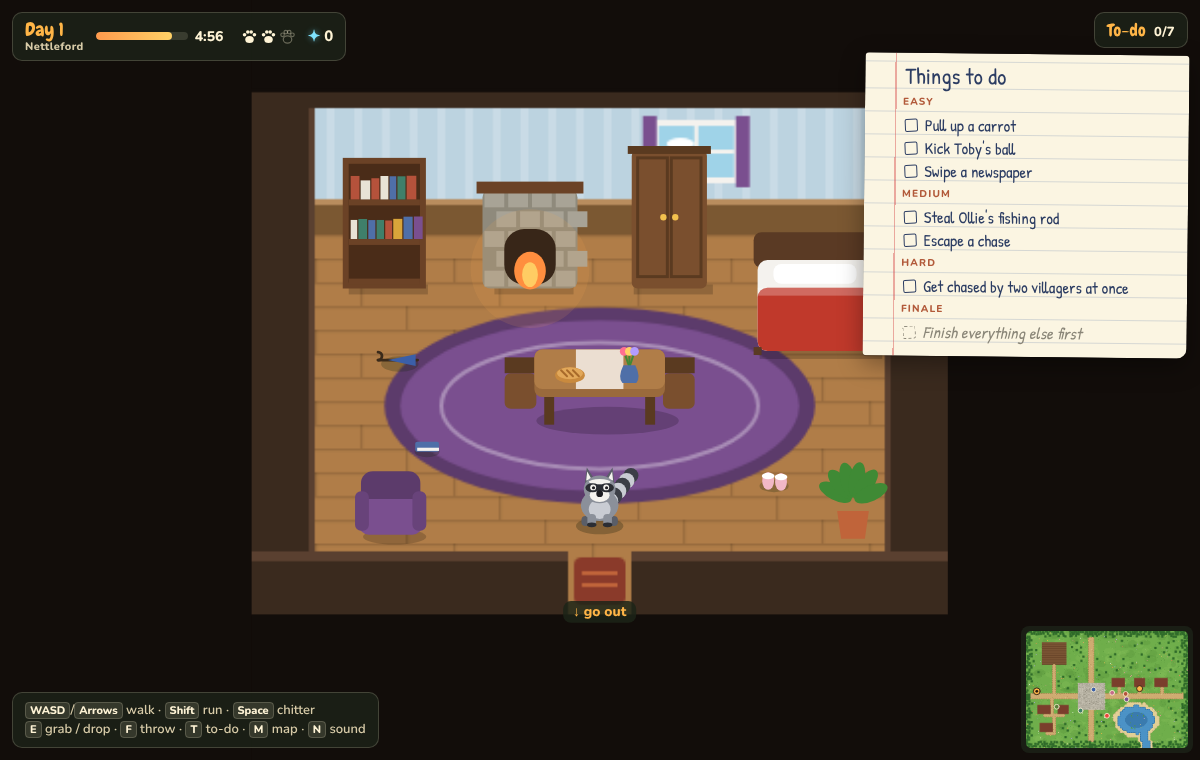 Day 1
Nettleford
4:56
0
To-do 0/7
Things to do
EASY
Pull up a carrot
Kick Toby's ball
Swipe a newspaper
MEDIUM
Steal Ollie's fishing rod
Escape a chase
HARD
Get chased by two villagers at once
FINALE
Finish everything else first
↓ go out
WASD/Arrows walk · Shift run · Space chitter
E grab / drop · F throw · T to-do · M map · N sound